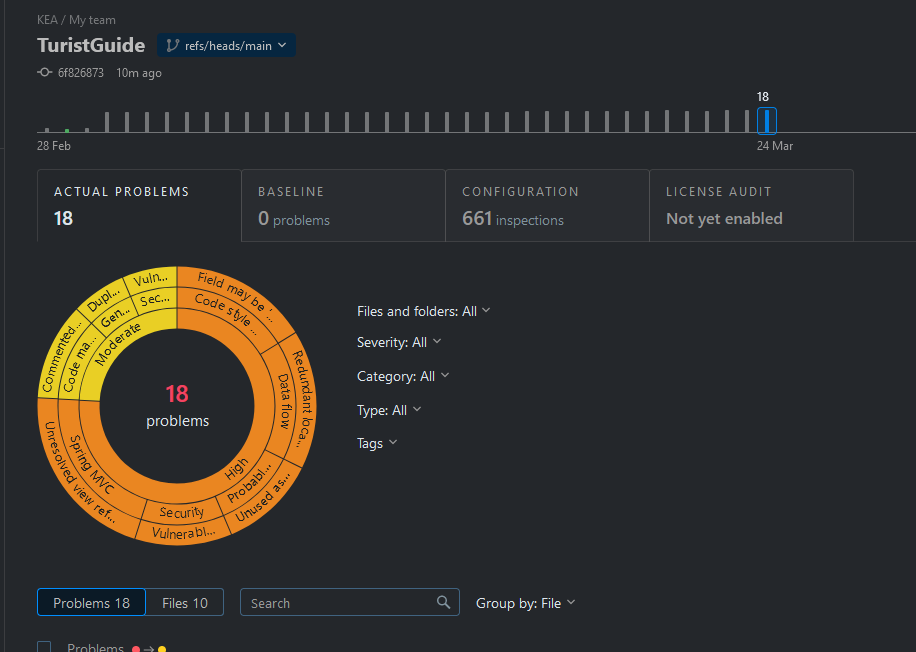 KEA / My team
TuristGuide refs/heads/main
6f826873 10m ago
18
28 Feb 24 Mar
ACTUAL PROBLEMS
18
BASELINE
0 problems
CONFIGURATION
661 inspections
LICENSE AUDIT
Not yet enabled
Field may be '...
Code style ...
Redundant loca...
Data flow
High
Probabl...
Unused as...
Security
Vulnerabl...
Spring MVC
Unresolved view ref...
Moderate
Code ma...
Commented...
Gen...
Dupl...
Sec...
Vuln...
18
problems
Files and folders: All
Severity: All
Category: All
Type: All
Tags
Problems 18 Files 10 Search Group by: File
Problems